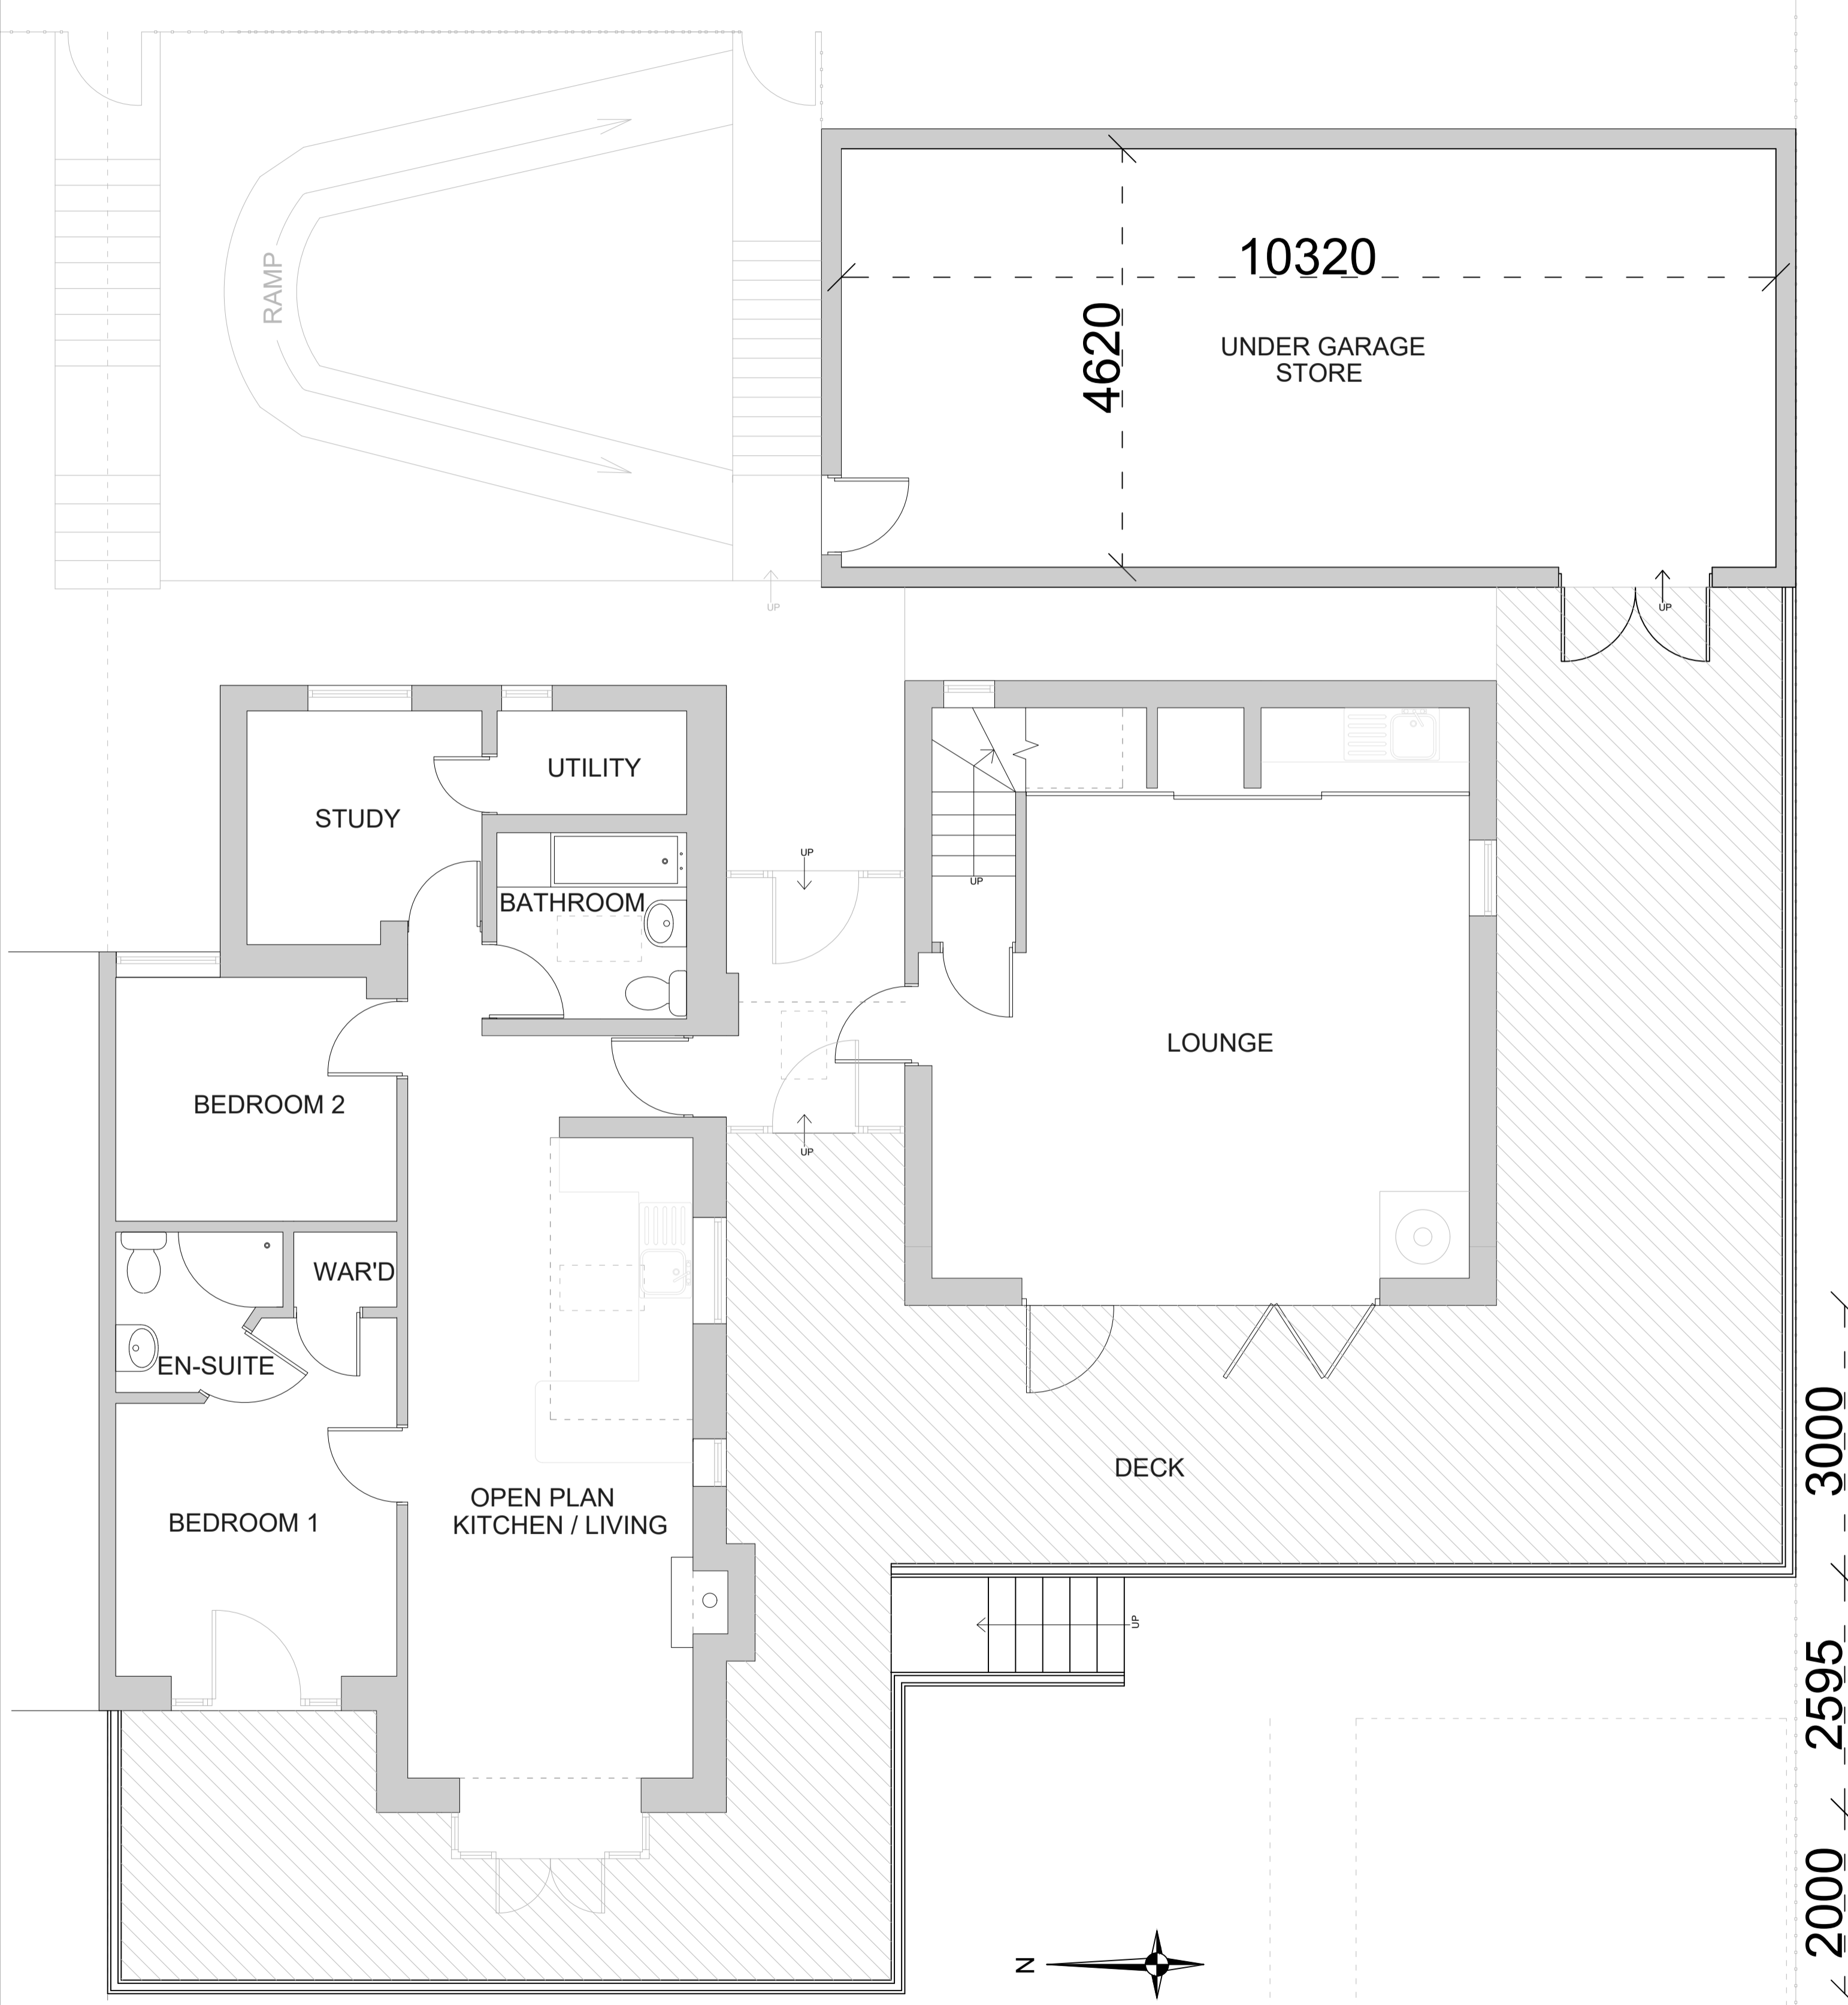 RAMP
10320
4620
UNDER GARAGE
STORE
UP
UP
UTILITY
STUDY
UP
UP
BATHROOM
LOUNGE
BEDROOM 2
UP
WAR'D
EN-SUITE
DECK
3000
OPEN PLAN
KITCHEN / LIVING
BEDROOM 1
UP
2595
2000
N